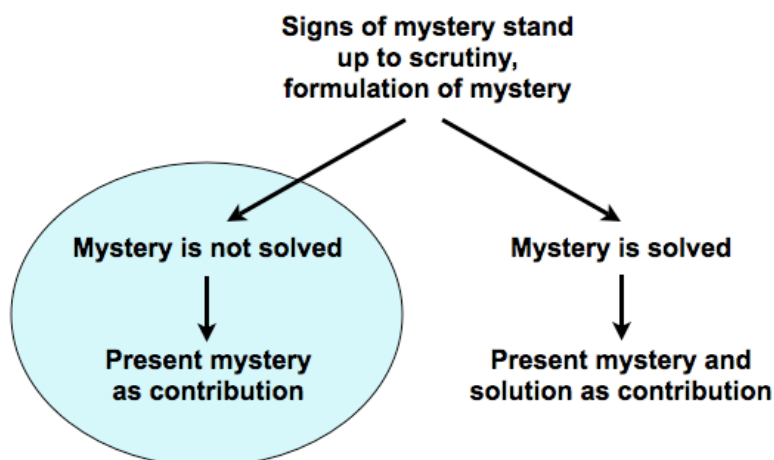 Signs of mystery stand
up to scrutiny,
formulation of mystery
Mystery is not solved
Mystery is solved
Present mystery
as contribution
Present mystery and
solution as contribution